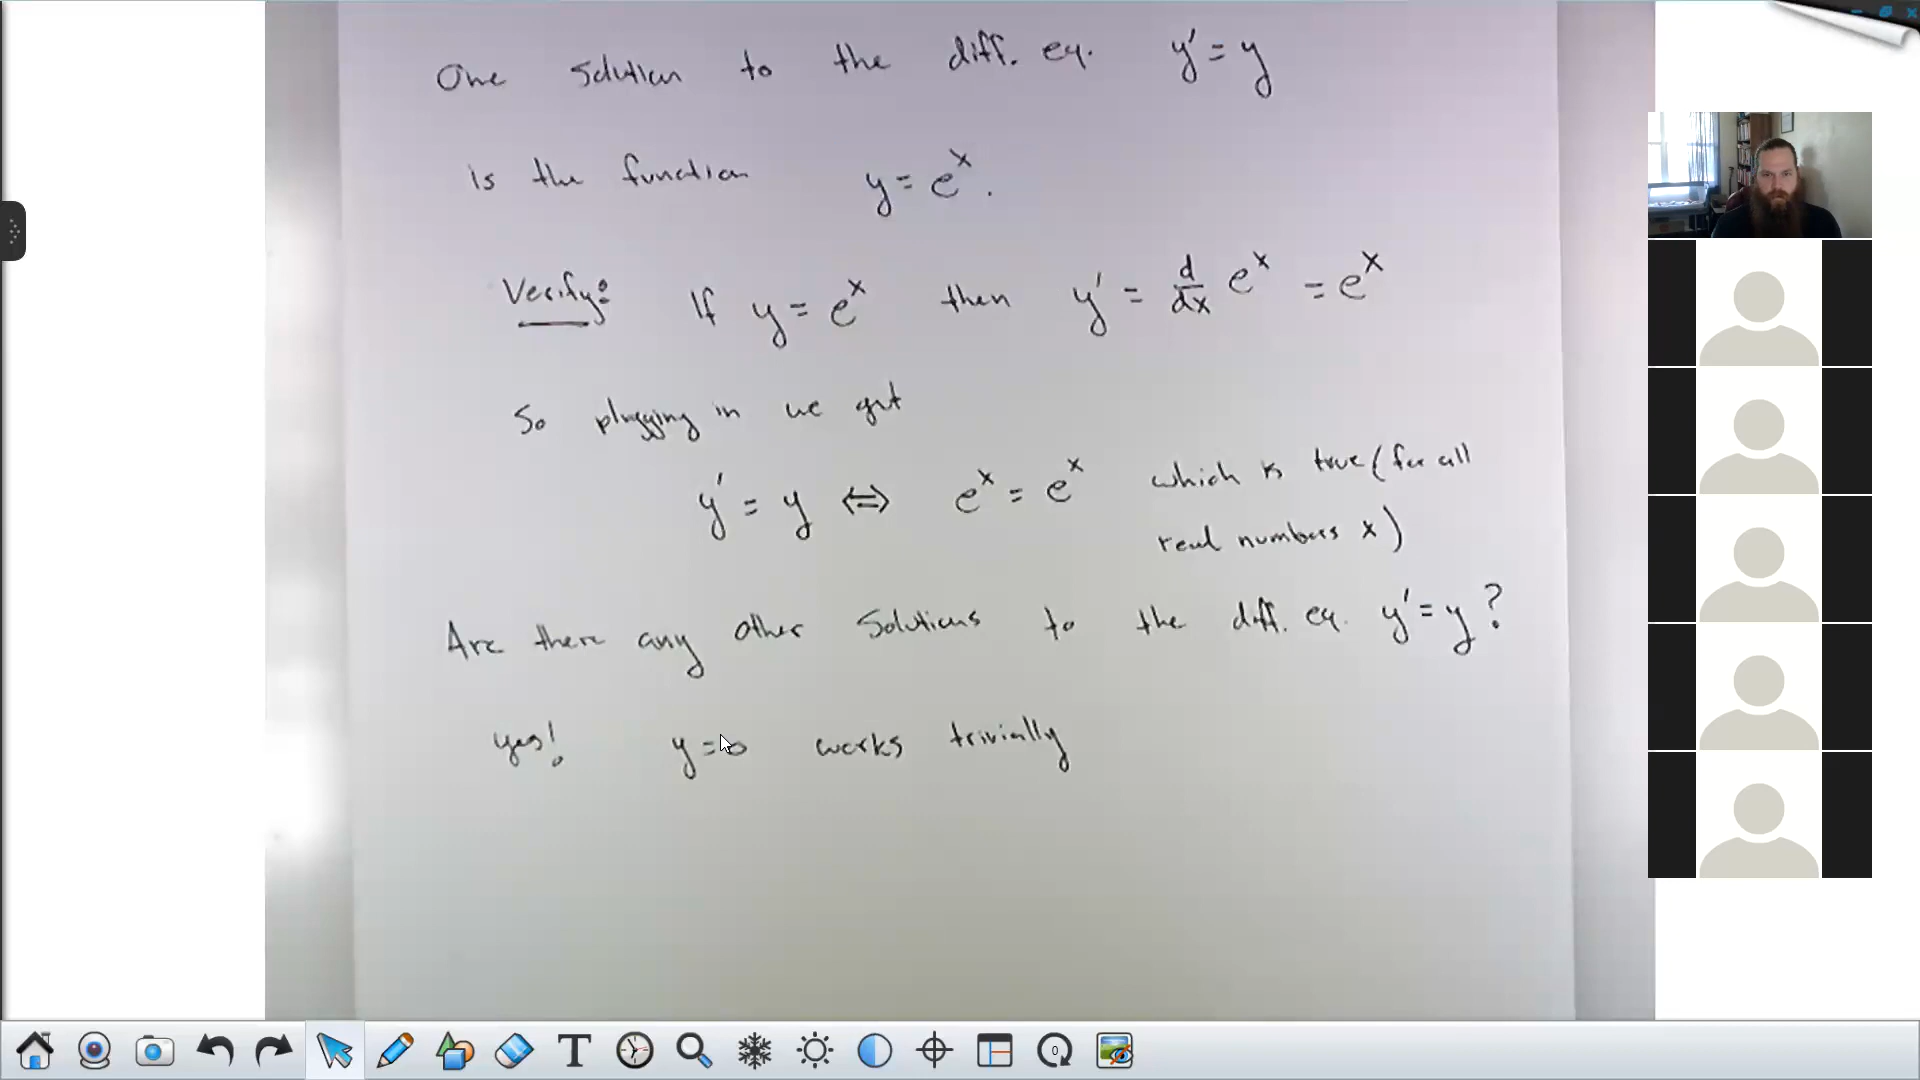 One solution to the diff. eq. y' = y
is the function y = e^x.
Verify: If y = e^x then y' = d/dx e^x = e^x
So plugging in we get
y' = y ⇔ e^x = e^x which is true (for all
real numbers x)
Are there any other solutions to the diff. eq. y' = y?
yes! y = 0 works trivially
T
0